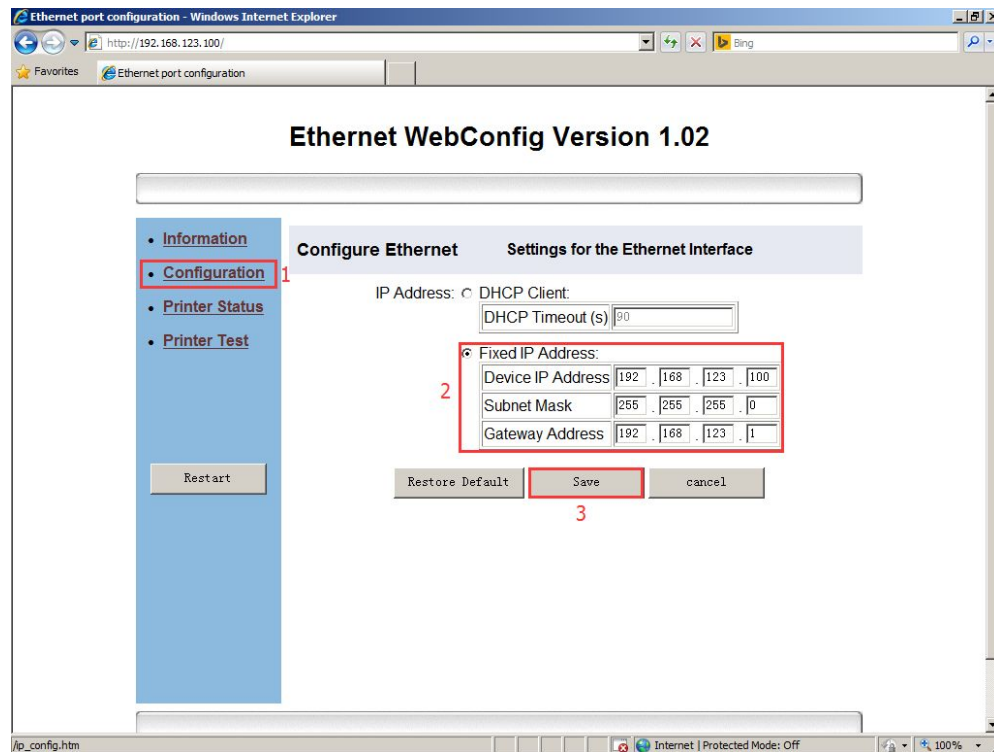 Ethernet port configuration - Windows Internet Explorer
http://192.168.123.100/
Bing
Favorites
Ethernet port configuration
Ethernet WebConfig Version 1.02
Information
Configuration 1
Printer Status
Printer Test
Restart
Configure Ethernet Settings for the Ethernet Interface
IP Address: DHCP Client:
DHCP Timeout (s) 90
Fixed IP Address:
2
Device IP Address 192 . 168 . 123 . 100
Subnet Mask 255 . 255 . 255 . 0
Gateway Address 192 . 168 . 123 . 1
Restore Default Save cancel
3
/ip_config.htm
Internet | Protected Mode: Off
100%